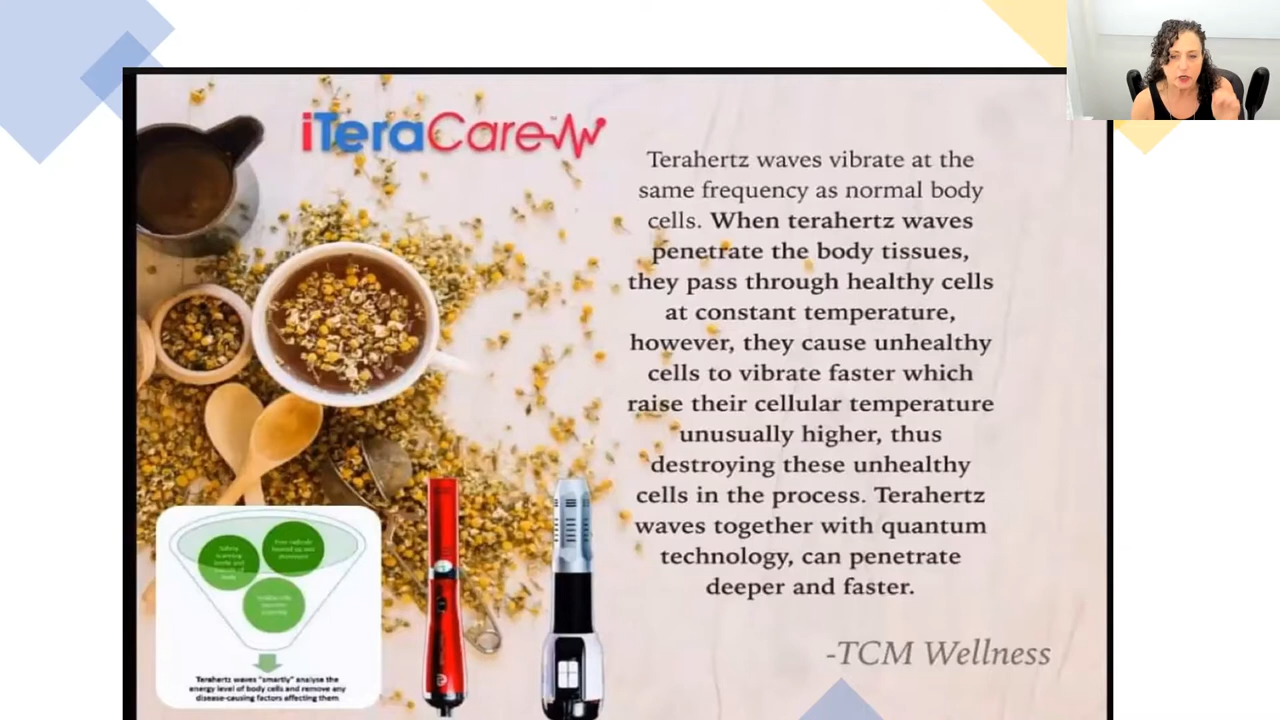 iTeraCare
Terahertz waves vibrate at the
same frequency as normal body
cells. When terahertz waves
penetrate the body tissues,
they pass through healthy cells
at constant temperature,
however, they cause unhealthy
cells to vibrate faster which
raise their cellular temperature
unusually higher, thus
destroying these unhealthy
cells in the process. Terahertz
waves together with quantum
technology, can penetrate
deeper and faster.
-TCM Wellness
Terahertz waves "smartly" analyse the
energy level of body cells and remove any
disease-causing factors affecting them